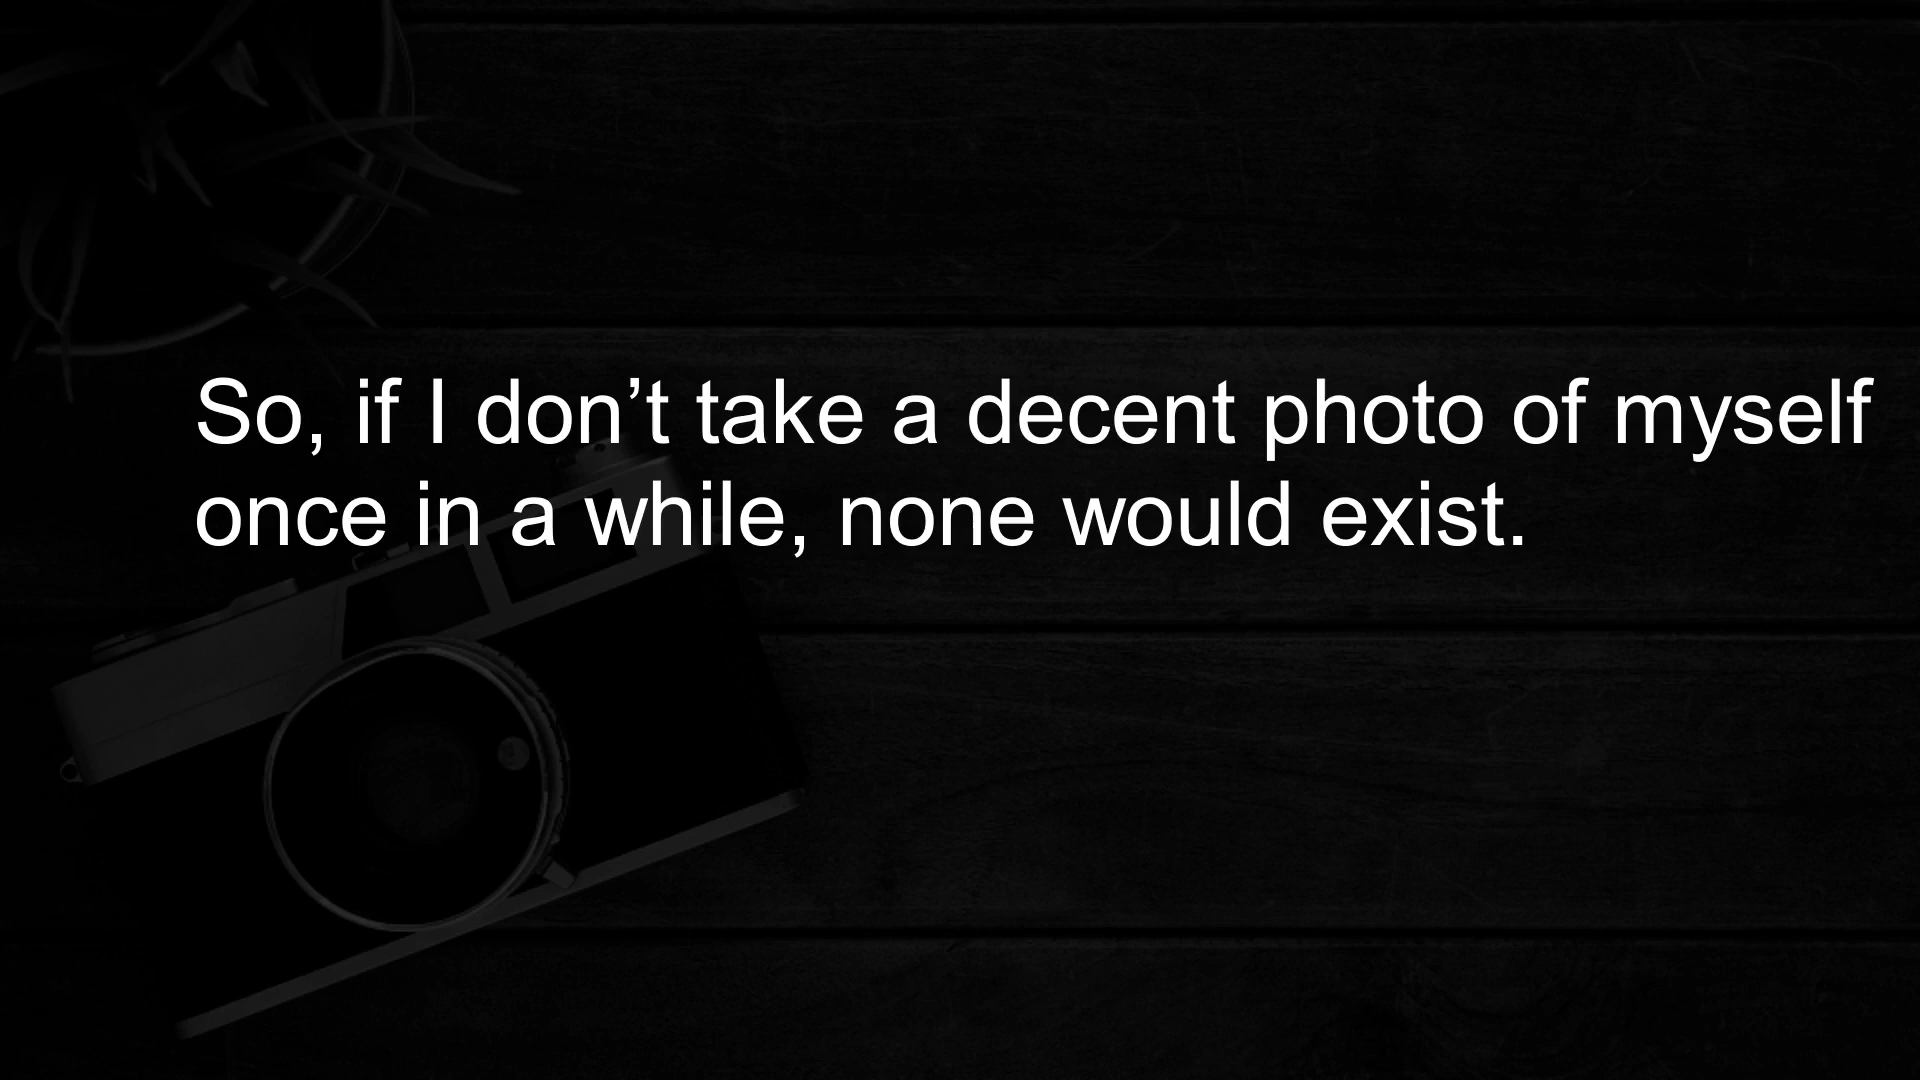 So, if I don’t take a decent photo of myself
once in a while, none would exist.